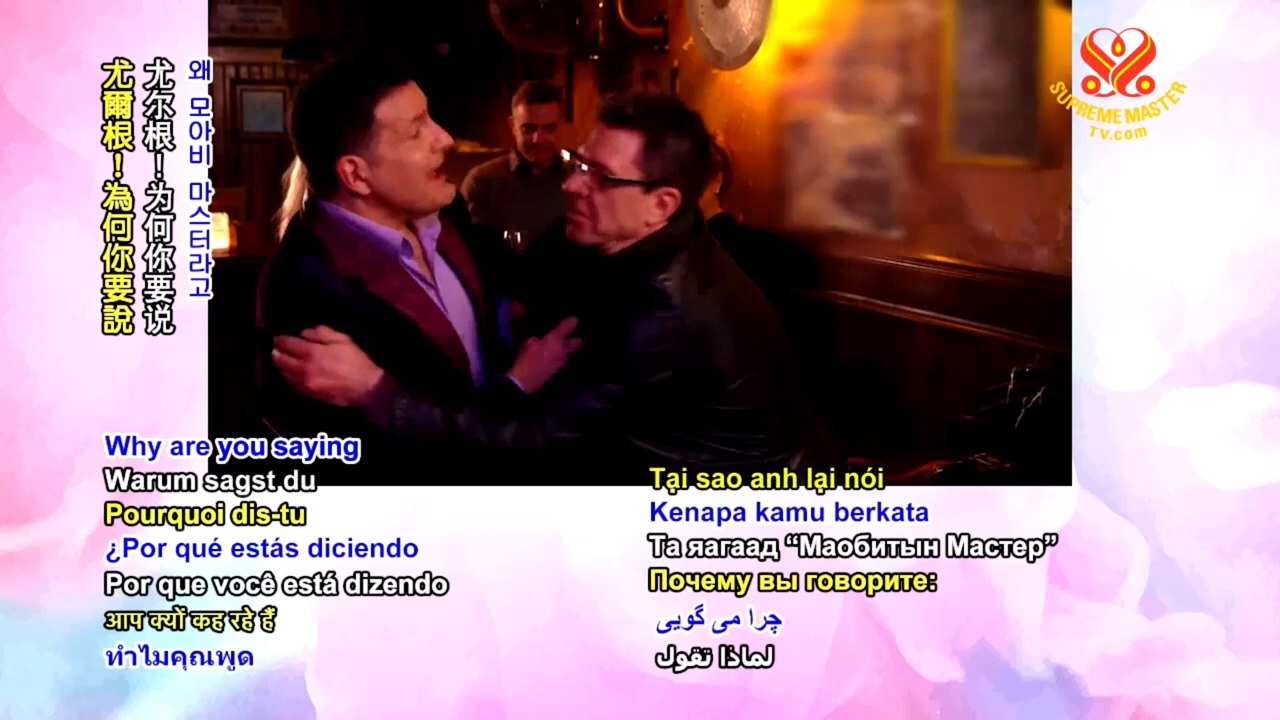 왜 모아비 마스터라고
尤尔根！为何你要说
尤爾根！為何你要說
SUPREME MASTER
TV.com
Why are you saying
Warum sagst du
Pourquoi dis-tu
¿Por qué estás diciendo
Por que você está dizendo
आप क्यों कह रहे हैं
ทำไมคุณพูด
Tại sao anh lại nói
Kenapa kamu berkata
Та яагаад “Маобитын Мастер”
Почему вы говорите:
چرا می گویی
لماذا تقول